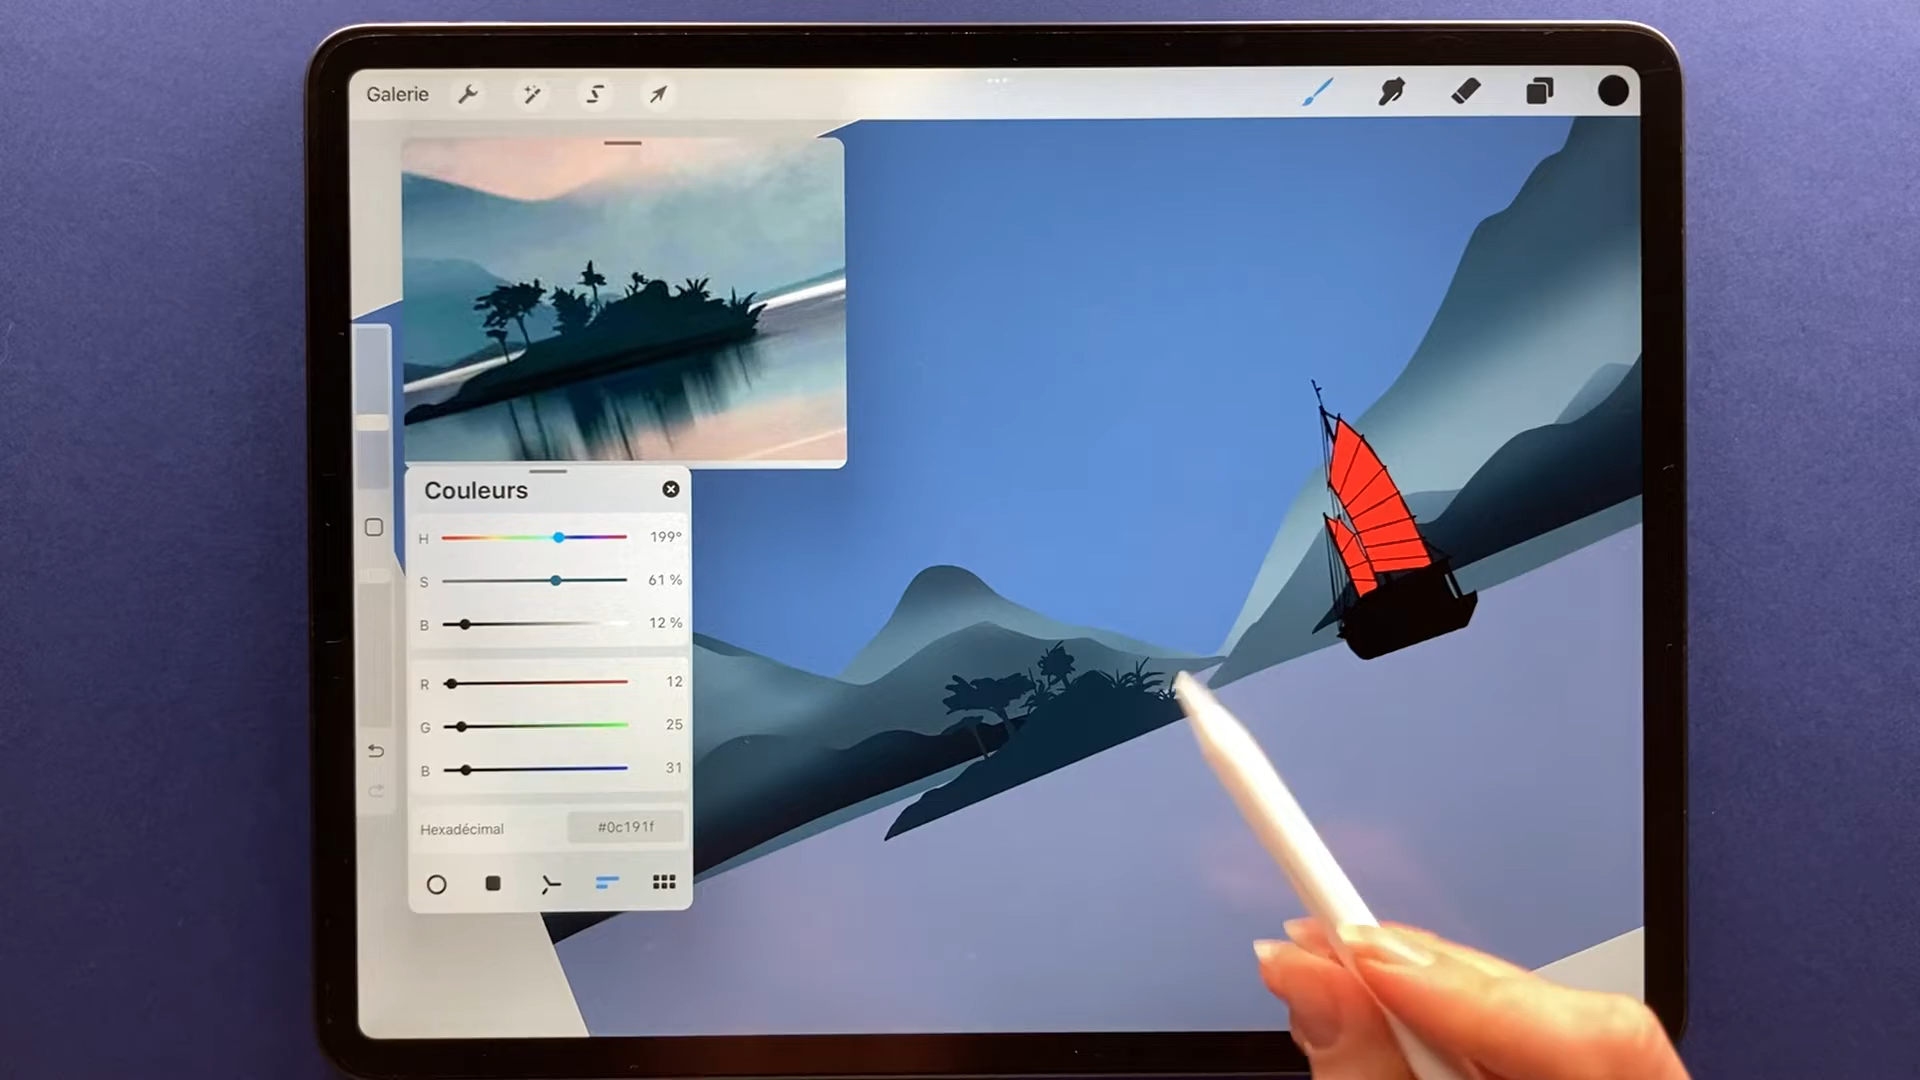 Galerie
Couleurs
H 199°
S 61 %
B 12 %
R 12
G 25
B 31
Hexadécimal #0c191f